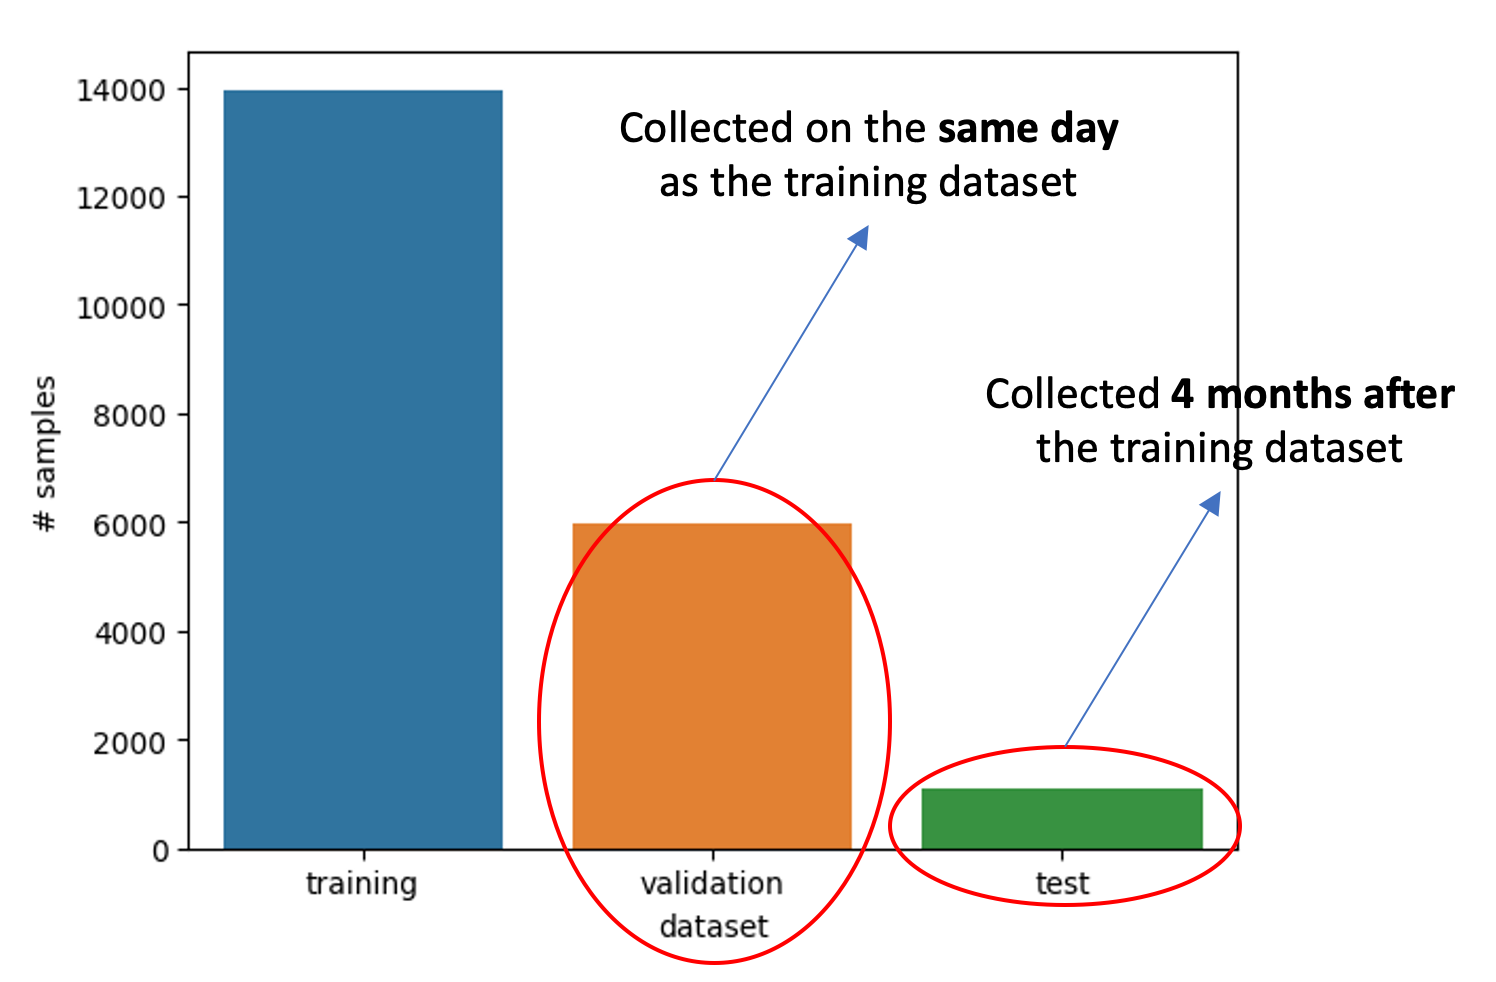 14000
12000
10000
8000
6000
4000
2000
0
# samples
Collected on the same day
as the training dataset
Collected 4 months after
the training dataset
training
validation
test
dataset